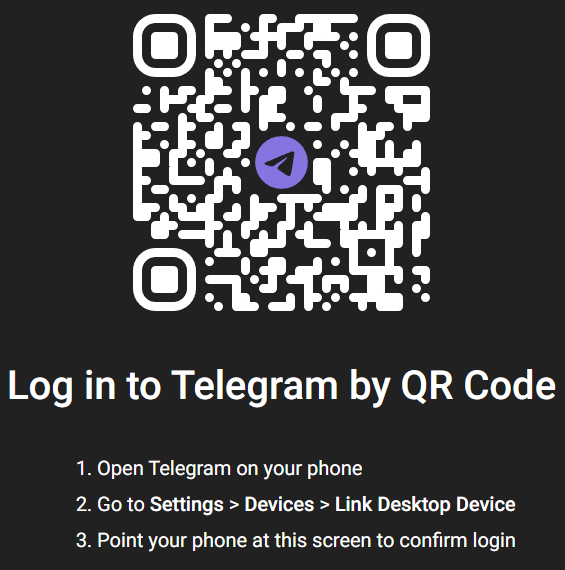 Log in to Telegram by QR Code
1. Open Telegram on your phone
2. Go to Settings > Devices > Link Desktop Device
3. Point your phone at this screen to confirm login